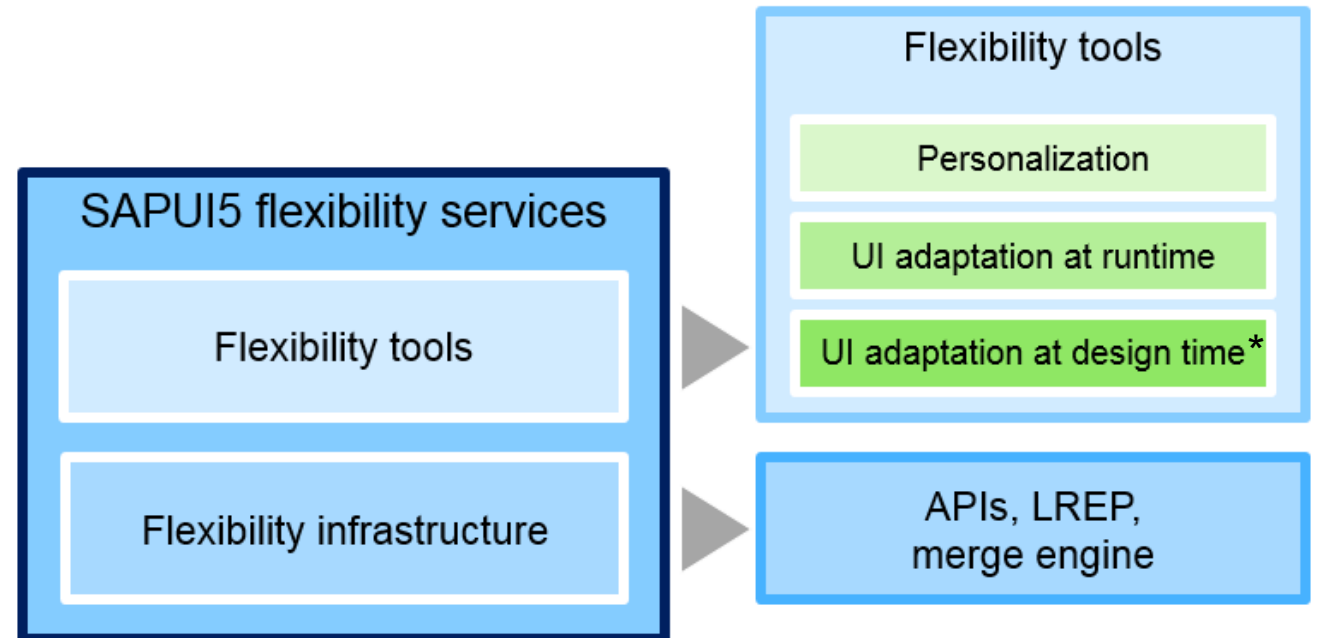 SAPUI5 flexibility services
Flexibility tools
Flexibility infrastructure
Flexibility tools
Personalization
UI adaptation at runtime
UI adaptation at design time*
APIs, LREP,
merge engine